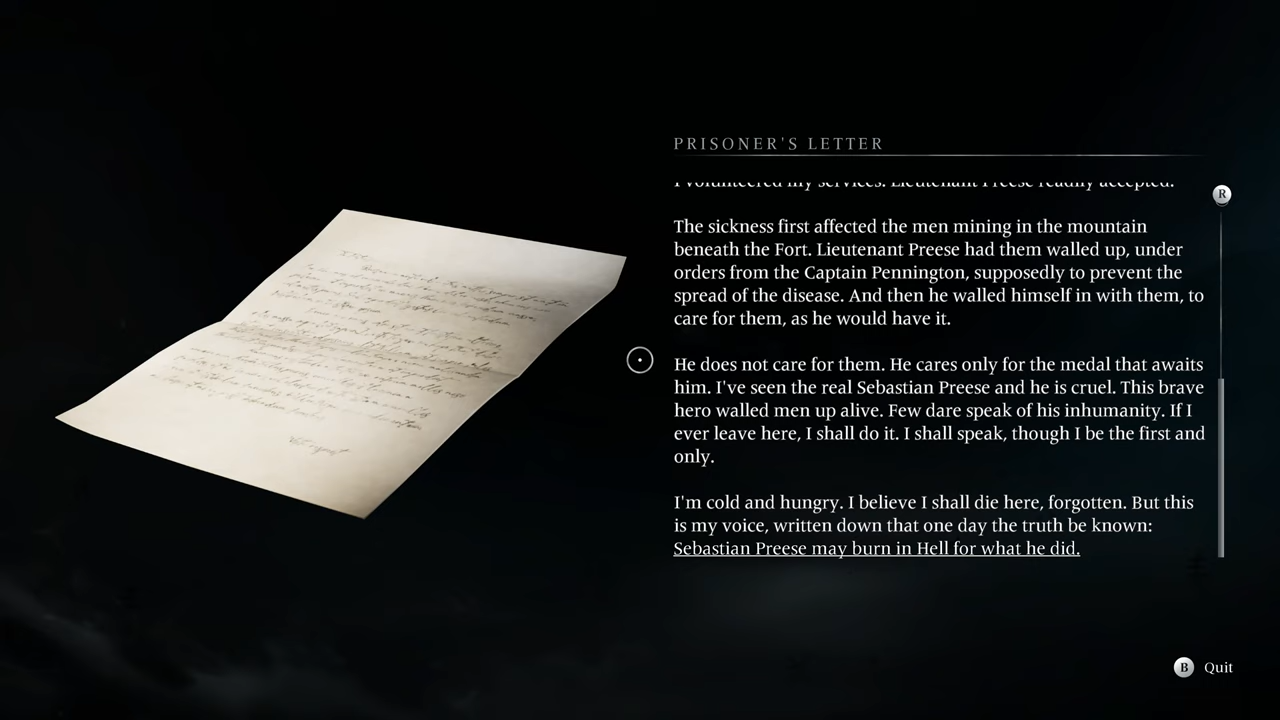 PRISONER'S LETTER
I volunteered my services. Lieutenant Preese readily accepted.
R
The sickness first affected the men mining in the mountain
beneath the Fort. Lieutenant Preese had them walled up, under
orders from the Captain Pennington, supposedly to prevent the
spread of the disease. And then he walled himself in with them, to
care for them, as he would have it.
He does not care for them. He cares only for the medal that awaits
him. I've seen the real Sebastian Preese and he is cruel. This brave
hero walled men up alive. Few dare speak of his inhumanity. If I
ever leave here, I shall do it. I shall speak, though I be the first and
only.
I'm cold and hungry. I believe I shall die here, forgotten. But this
is my voice, written down that one day the truth be known:
Sebastian Preese may burn in Hell for what he did.
B Quit